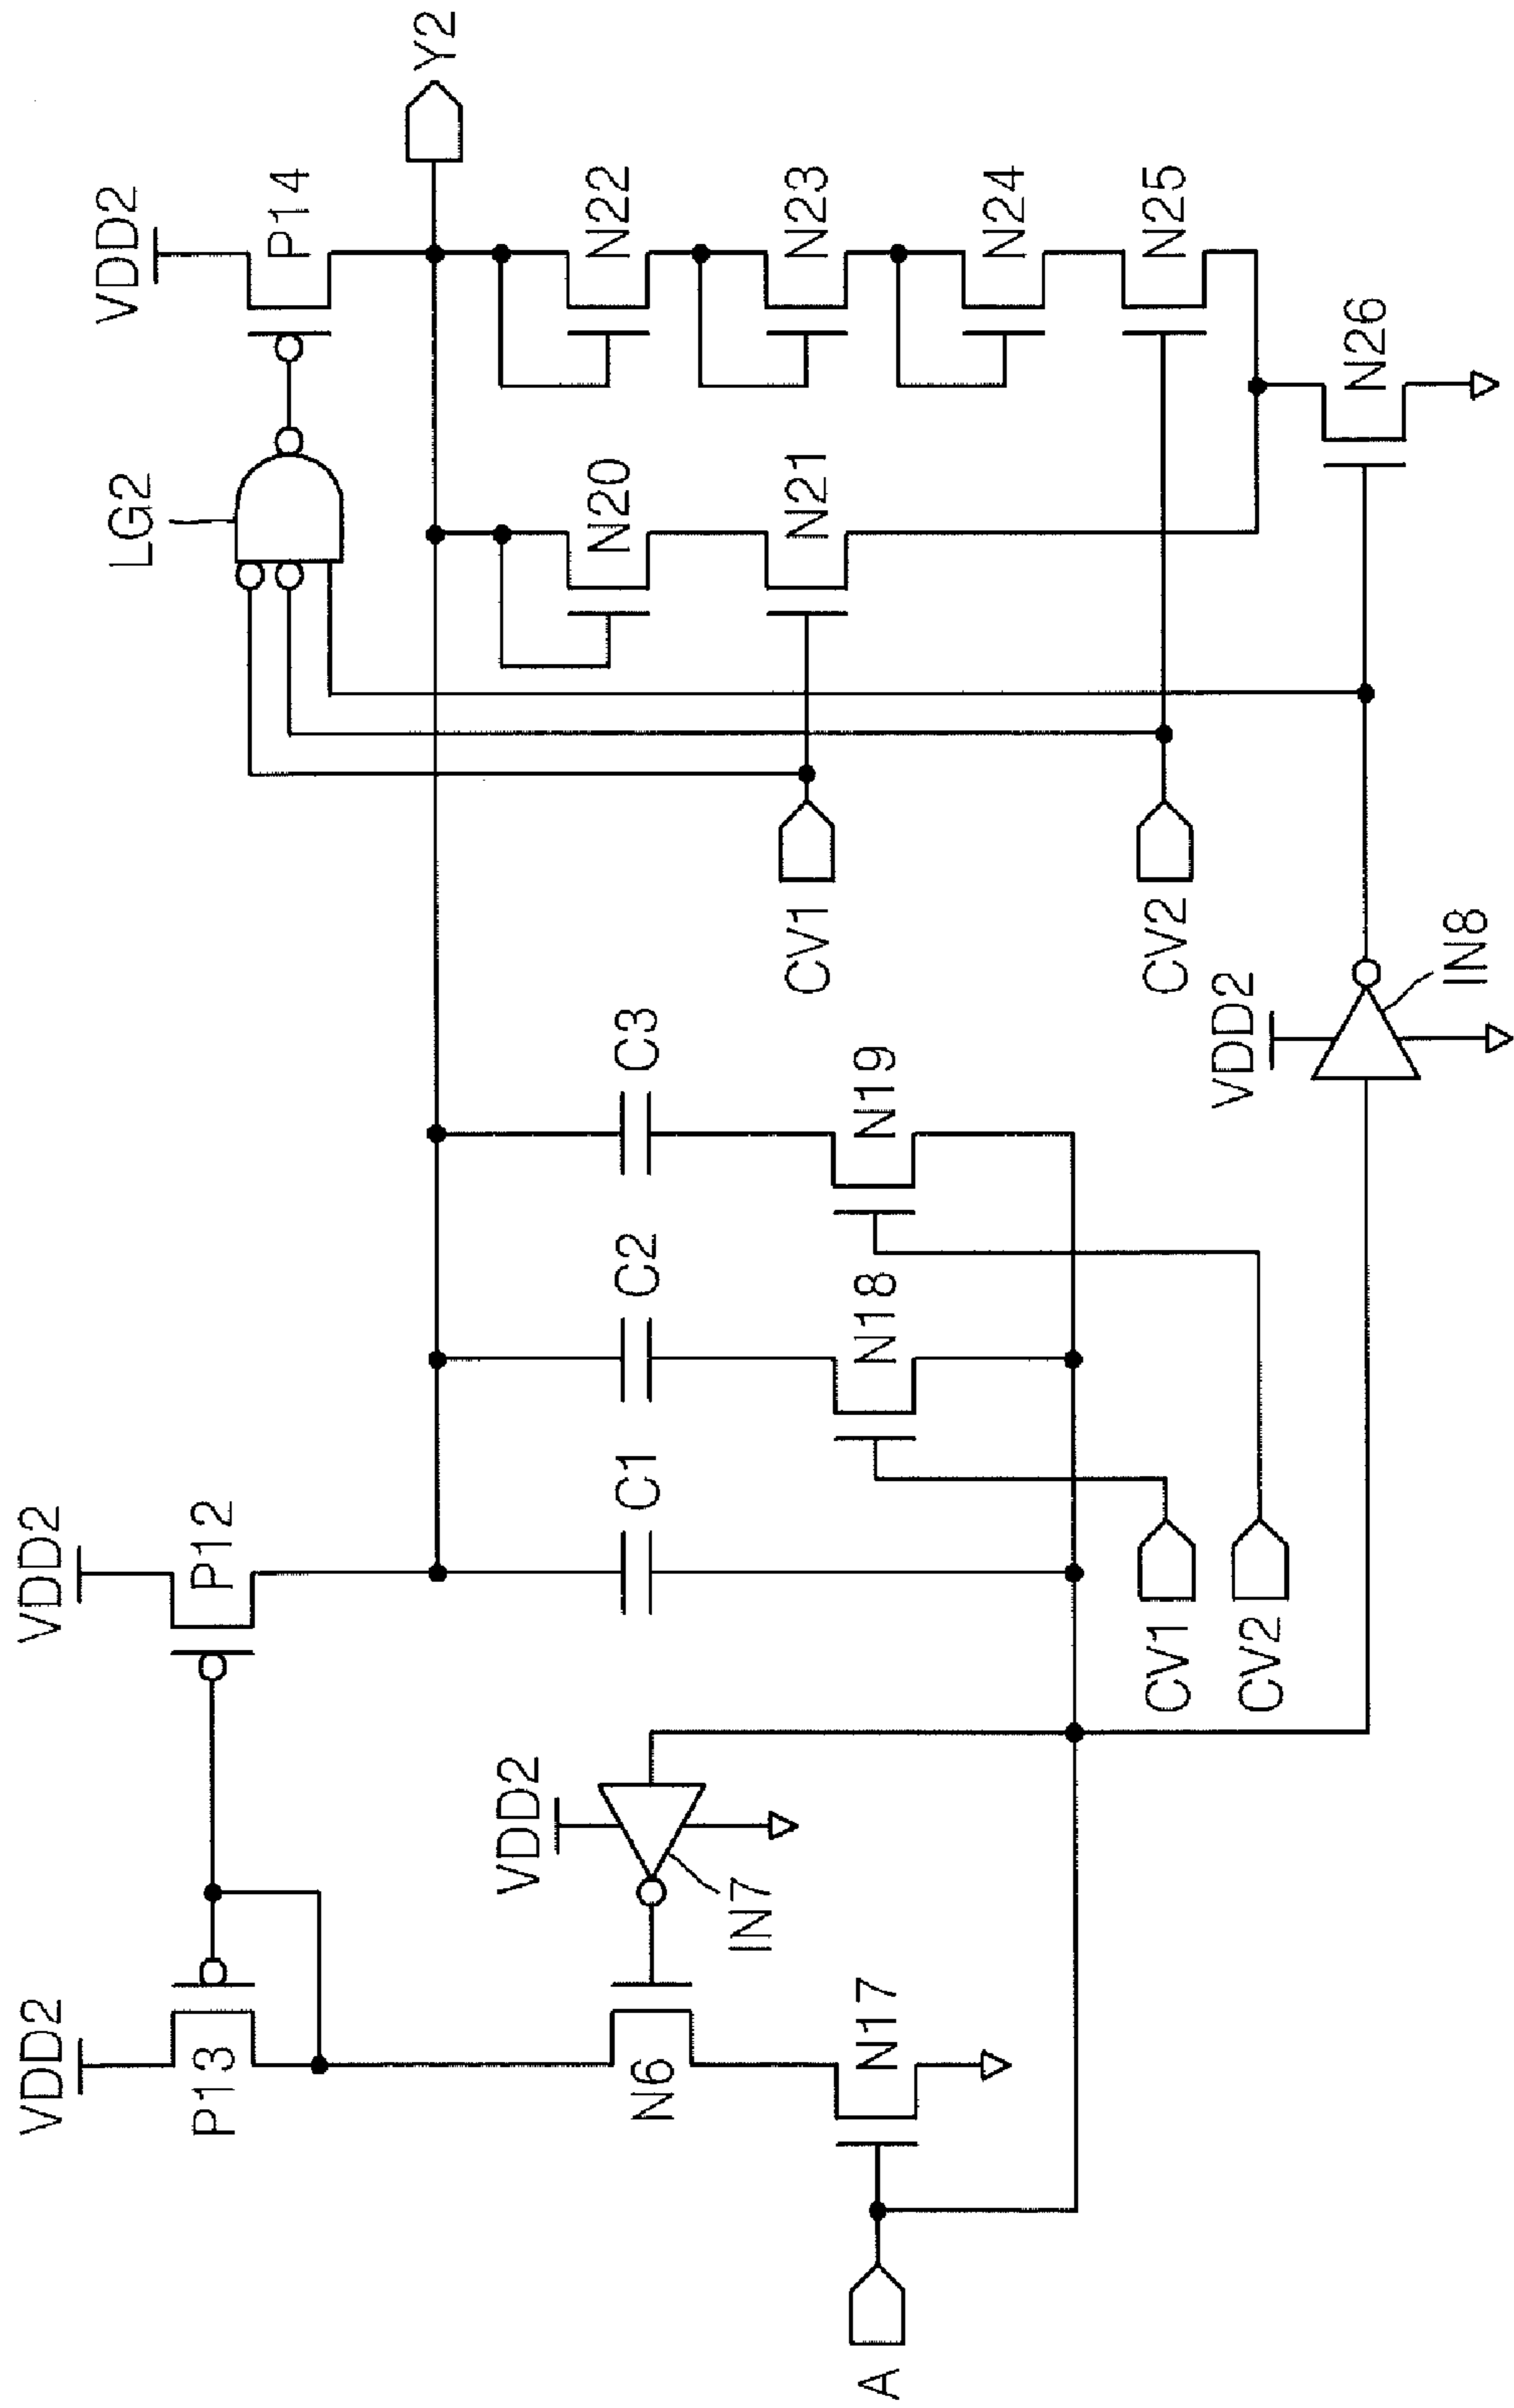 VDD2
P13
VDD2
P12
VDD2
P14
LG2
Y2
VDD2
IN7
N6
N17
A
C1
C2
C3
N18
N19
CV1
CV2
N20
N21
N22
N23
N24
N25
CV1
CV2
VDD2
IN8
N26